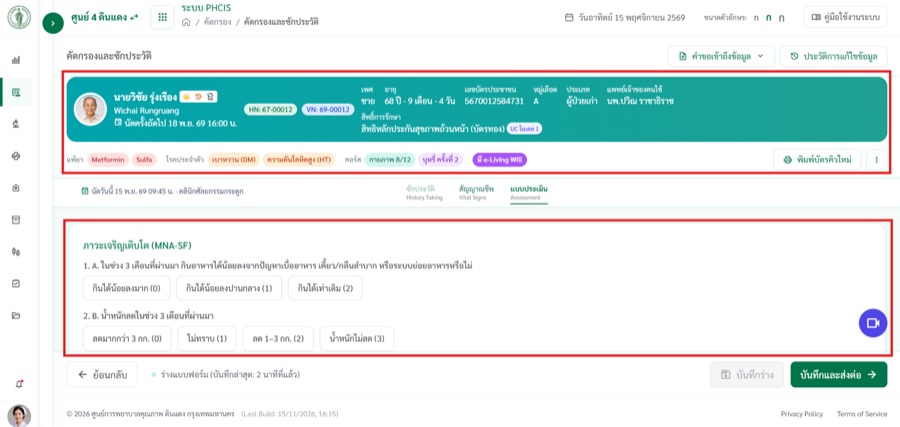 ศูนย์ 4 ดินแดง
ระบบ PHCIS
คัดกรอง / คัดกรองและซักประวัติ
วันอาทิตย์ 15 พฤศจิกายน 2569
ขนาดตัวอักษร: ก ก ก
คู่มือใช้งานระบบ
คัดกรองและซักประวัติ
คำขอเข้าถึงข้อมูล
ประวัติการแก้ไขข้อมูล
นายวิชัย รุ่งเรือง
Wichai Rungruang
นัดครั้งถัดไป 18 พ.ย. 69 16:00 น.
HN: 67-00012
VN: 69-00012
เพศ อายุ เลขบัตรประชาชน หมู่เลือด ประเภท แพทย์เจ้าของคนไข้
ชาย 68 ปี - 9 เดือน - 4 วัน 5670012584731 A ผู้ป่วยเก่า นพ.ปวิณ ราชาธิราช
สิทธิ์การรักษา
สิทธิหลักประกันสุขภาพถ้วนหน้า (บัตรทอง) UC โมเดล 1
แพ้ยา Metformin Sulfa โรคประจำตัว เบาหวาน (DM) ความดันโลหิตสูง (HT) คอร์ส กายภาพ 8/12 บุหรี่ ครั้งที่ 2 มี e-Living Will
พิมพ์บัตรคิวใหม่
นัดวันนี้ 15 พ.ย. 69 09:45 น. - คลินิกศัลยกรรมกระดูก
ซักประวัติ สัญญาณชีพ แบบประเมิน
History Taking Vital Signs Assessment
ภาวะเจริญเติบโต (MNA-SF)
1. A. ในช่วง 3 เดือนที่ผ่านมา กินอาหารได้น้อยลงจากปัญหาเบื่ออาหาร เคี้ยว/กลืนลำบาก หรือระบบย่อยอาหารหรือไม่
กินได้น้อยลงมาก (0) กินได้น้อยลงปานกลาง (1) กินได้เท่าเดิม (2)
2. B. น้ำหนักลดในช่วง 3 เดือนที่ผ่านมา
ลดมากกว่า 3 กก. (0) ไม่ทราบ (1) ลด 1–3 กก. (2) น้ำหนักไม่ลด (3)
ย้อนกลับ
ร่างแบบฟอร์ม (บันทึกล่าสุด: 2 นาทีที่แล้ว)
บันทึกร่าง
บันทึกและส่งต่อ
© 2026 ศูนย์การพยาบาลคุณภาพ ดินแดง กรุงเทพมหานคร (Last Build: 15/11/2026, 16:15)
Privacy Policy Terms of Service